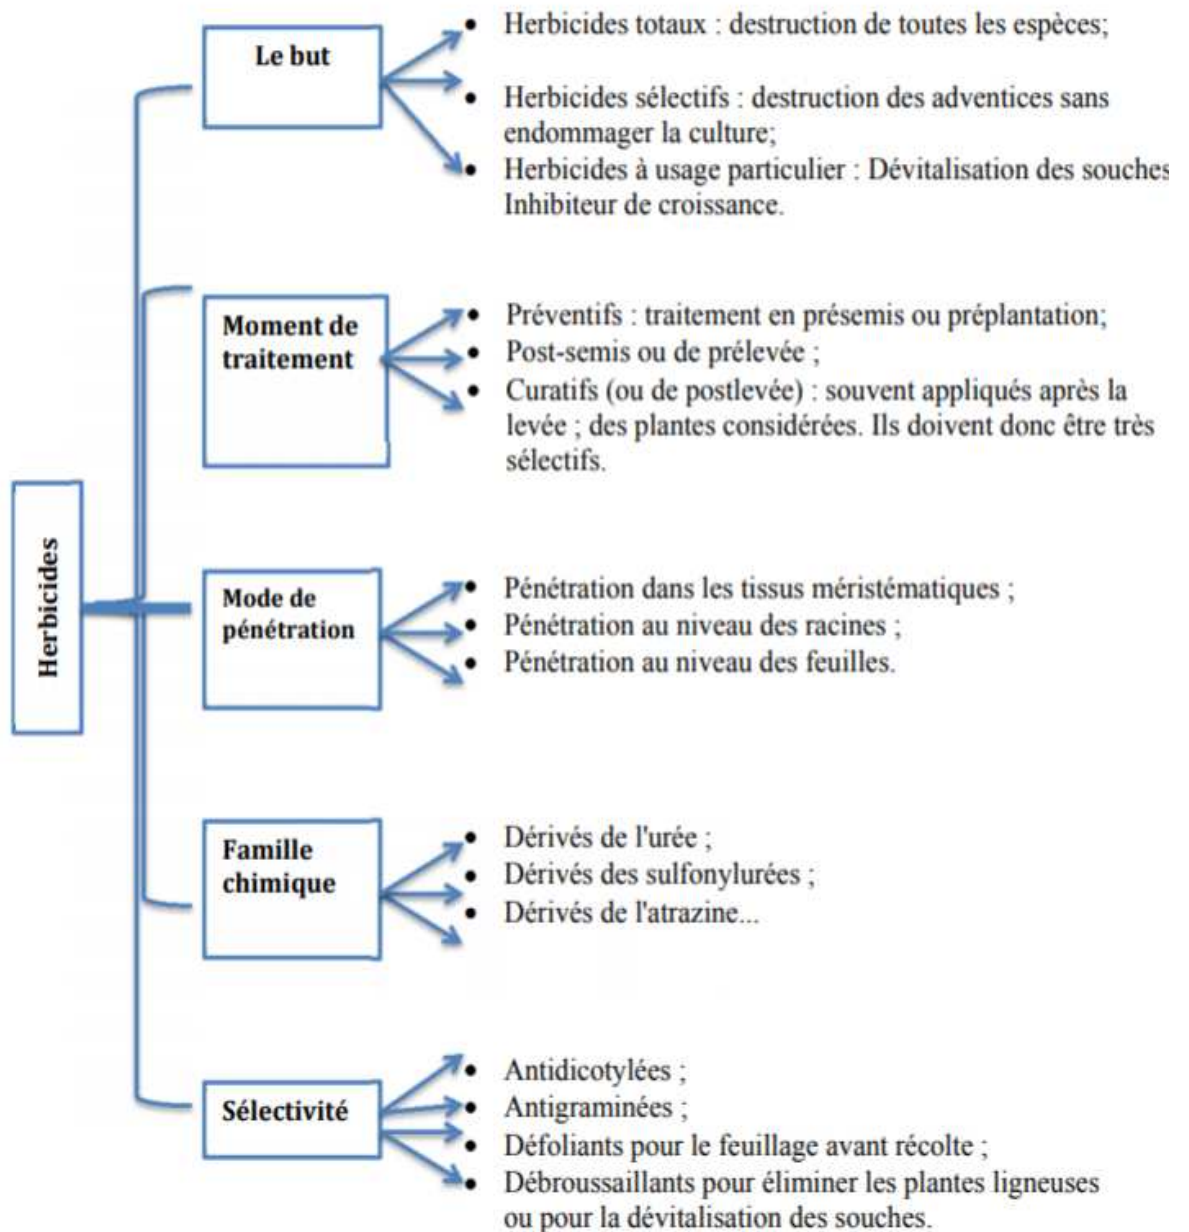 Herbicides
Le but
• Herbicides totaux : destruction de toutes les espèces;
• Herbicides sélectifs : destruction des adventices sans
endommager la culture;
• Herbicides à usage particulier : Dévitalisation des souches
Inhibiteur de croissance.
Moment de
traitement
• Préventifs : traitement en présemis ou préplantation;
• Post-semis ou de prélevée ;
• Curatifs (ou de postlevée) : souvent appliqués après la
levée ; des plantes considérées. Ils doivent donc être très
sélectifs.
Mode de
pénétration
• Pénétration dans les tissus méristématiques ;
• Pénétration au niveau des racines ;
• Pénétration au niveau des feuilles.
Famille
chimique
• Dérivés de l'urée ;
• Dérivés des sulfonylurées ;
• Dérivés de l'atrazine...
Sélectivité
• Antidicotylées ;
• Antigraminées ;
• Défoliants pour le feuillage avant récolte ;
• Débroussaillants pour éliminer les plantes ligneuses
ou pour la dévitalisation des souches.